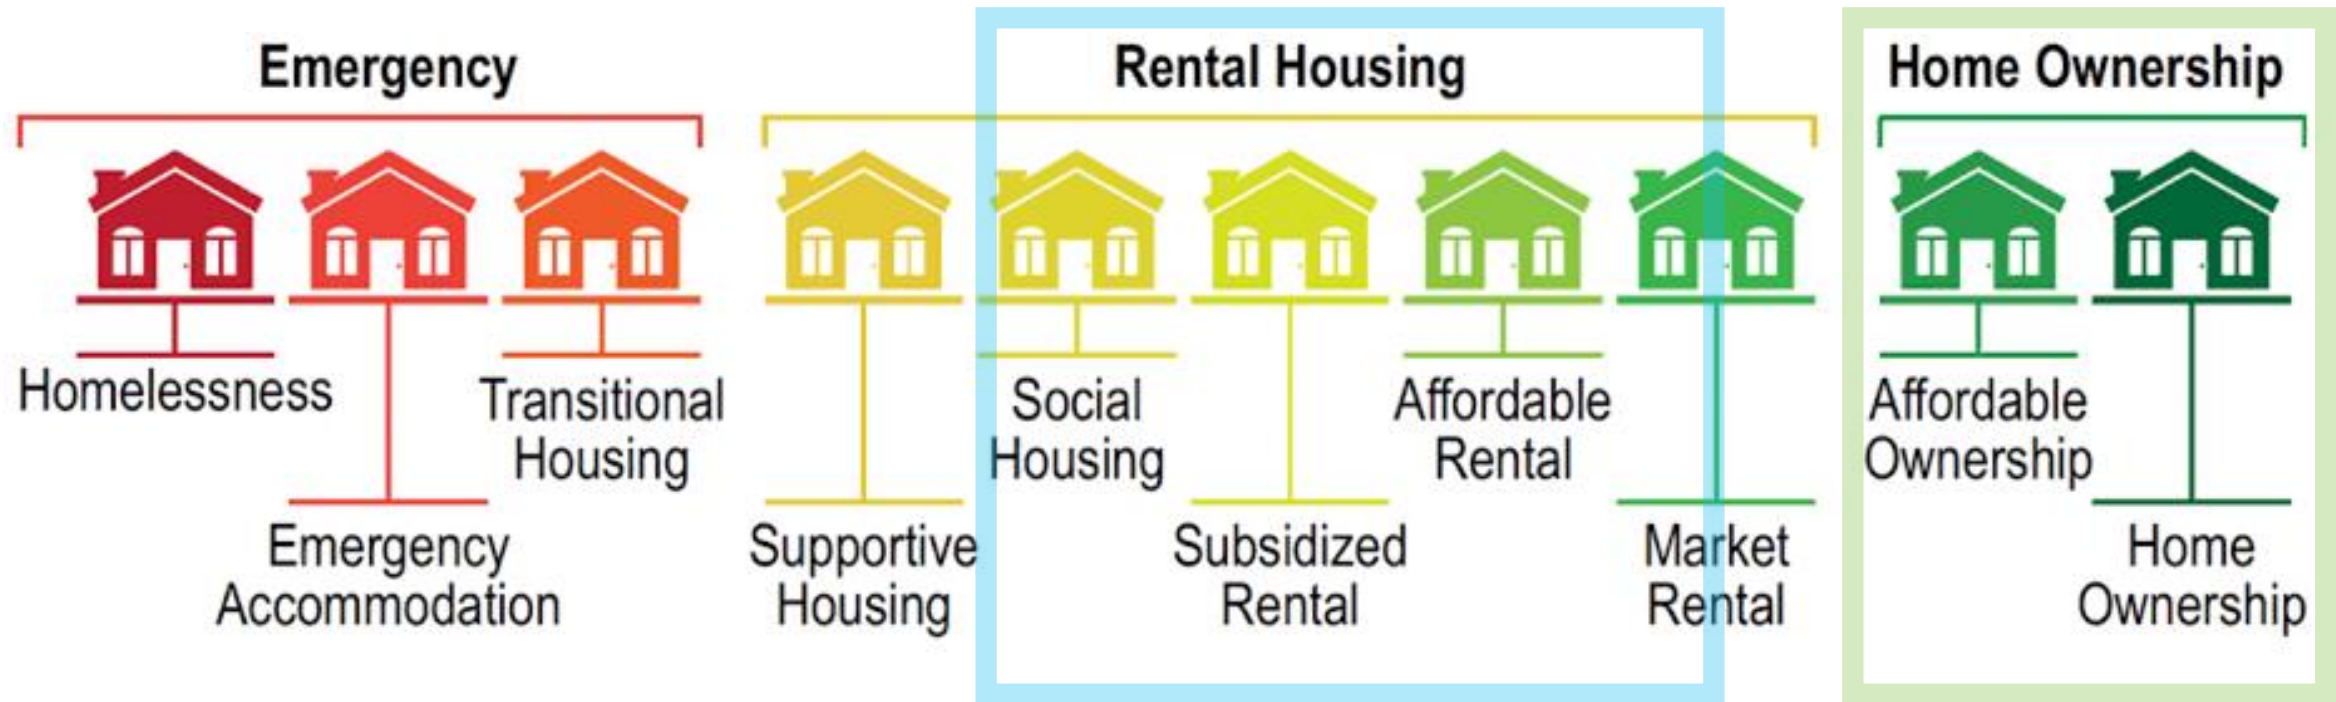 Emergency
Rental Housing
Home Ownership
Homelessness
Emergency
Accommodation
Transitional
Housing
Supportive
Housing
Social
Housing
Subsidized
Rental
Affordable
Rental
Market
Rental
Affordable
Ownership
Home
Ownership